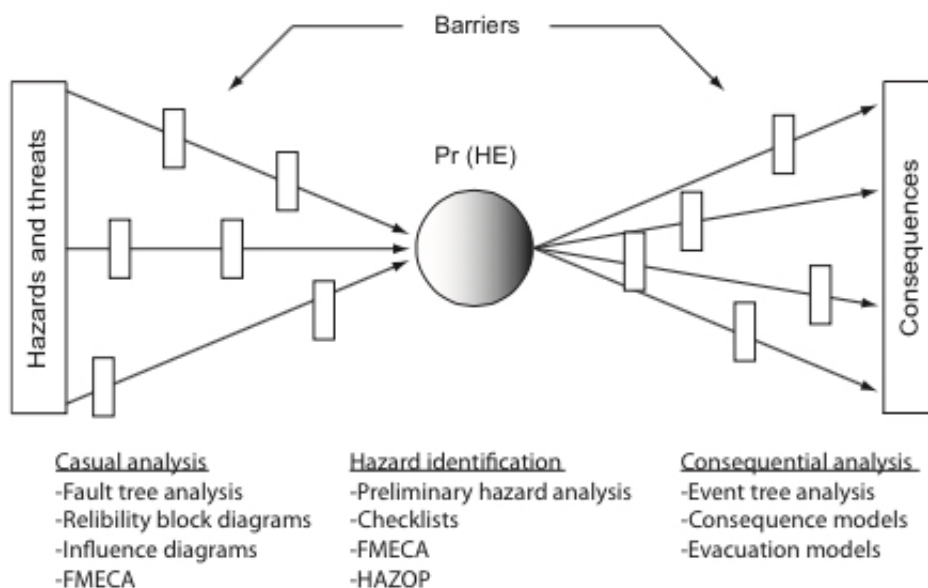 Barriers
Hazards and threats
Pr (HE)
Consequences
Casual analysis
-Fault tree analysis
-Relibility block diagrams
-Influence diagrams
-FMECA
Hazard identification
-Preliminary hazard analysis
-Checklists
-FMECA
-HAZOP
Consequential analysis
-Event tree analysis
-Consequence models
-Evacuation models